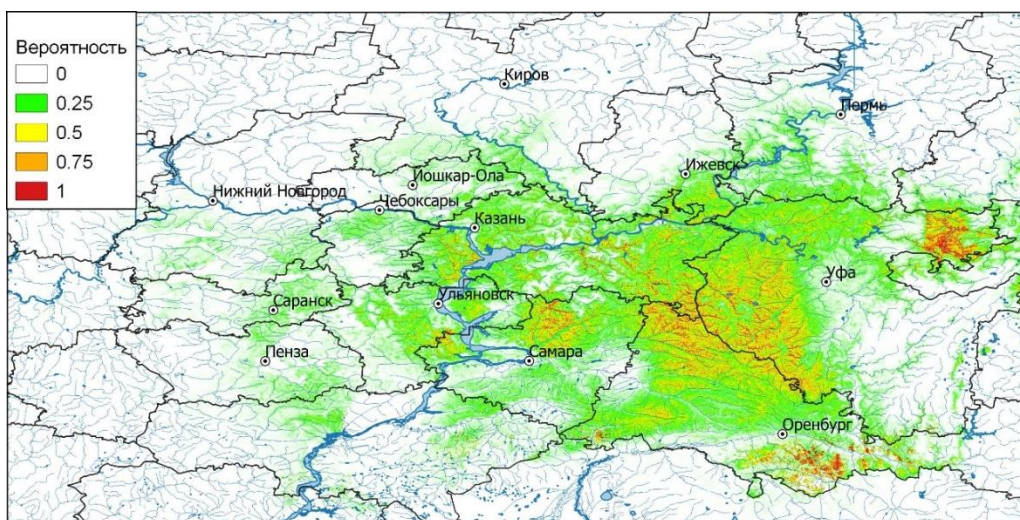 Вероятность
0
0.25
0.5
0.75
1
Киров
Пермь
Ижевск
Йошкар-Ола
Нижний Новгород
Чебоксары
Казань
Уфа
Ульяновск
Саранск
Пенза
Самара
Оренбург